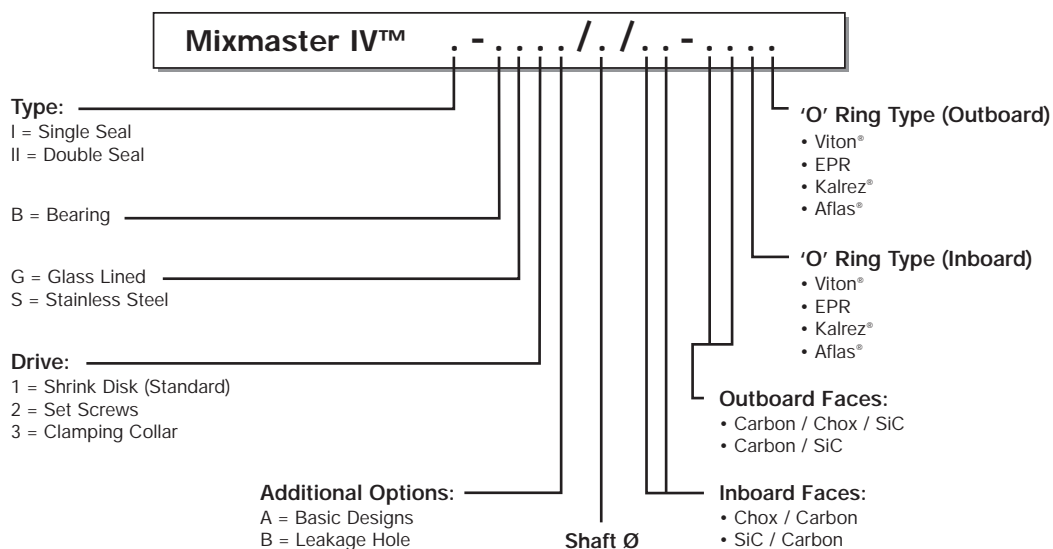 Mixmaster IV™ . - . . . . / . / . . - . . . .
Type:
I = Single Seal
II = Double Seal
B = Bearing
G = Glass Lined
S = Stainless Steel
Drive:
1 = Shrink Disk (Standard)
2 = Set Screws
3 = Clamping Collar
Additional Options:
A = Basic Designs
B = Leakage Hole
Shaft Ø
‘O’ Ring Type (Outboard)
• Viton®
• EPR
• Kalrez®
• Aflas®
‘O’ Ring Type (Inboard)
• Viton®
• EPR
• Kalrez®
• Aflas®
Outboard Faces:
• Carbon / Chox / SiC
• Carbon / SiC
Inboard Faces:
• Chox / Carbon
• SiC / Carbon